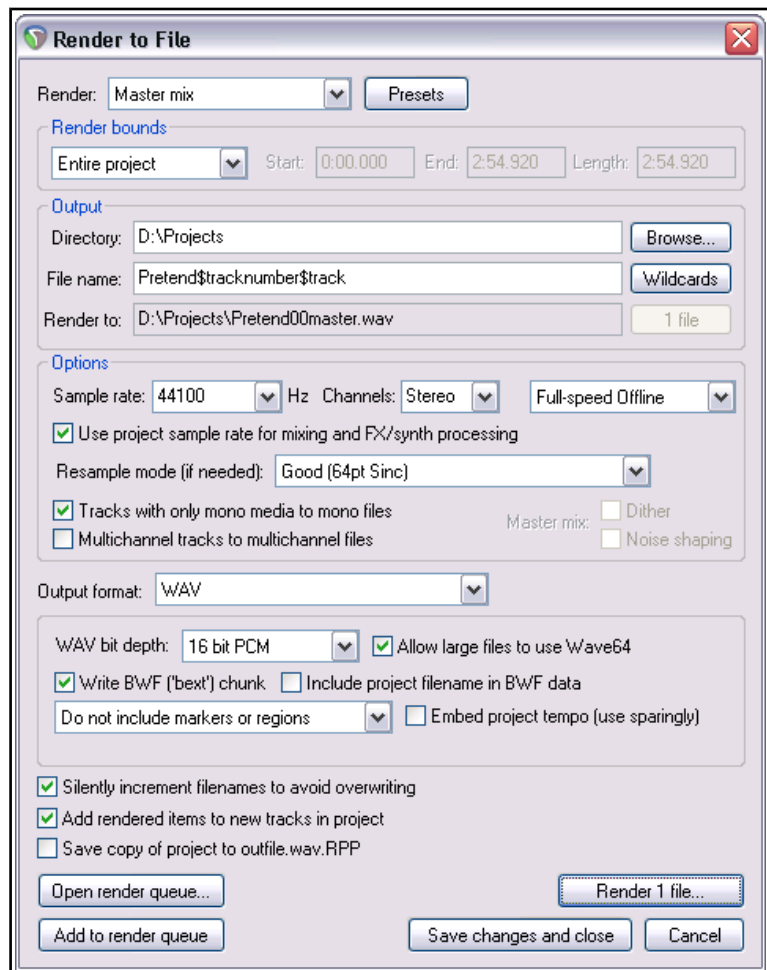 Render to File
Render: Master mix Presets
Render bounds
Entire project Start: 0:00.000 End: 2:54.920 Length: 2:54.920
Output
Directory: D:\Projects Browse...
File name: Pretend$tracknumber$track Wildcards
Render to: D:\Projects\Pretend00master.wav 1 file
Options
Sample rate: 44100 Hz Channels: Stereo Full-speed Offline
Use project sample rate for mixing and FX/synth processing
Resample mode (if needed): Good (64pt Sinc)
Tracks with only mono media to mono files Master mix: Dither
Multichannel tracks to multichannel files Noise shaping
Output format: WAV
WAV bit depth: 16 bit PCM Allow large files to use Wave64
Write BWF ('bext') chunk Include project filename in BWF data
Do not include markers or regions Embed project tempo (use sparingly)
Silently increment filenames to avoid overwriting
Add rendered items to new tracks in project
Save copy of project to outfile.wav.RPP
Open render queue... Render 1 file...
Add to render queue Save changes and close Cancel